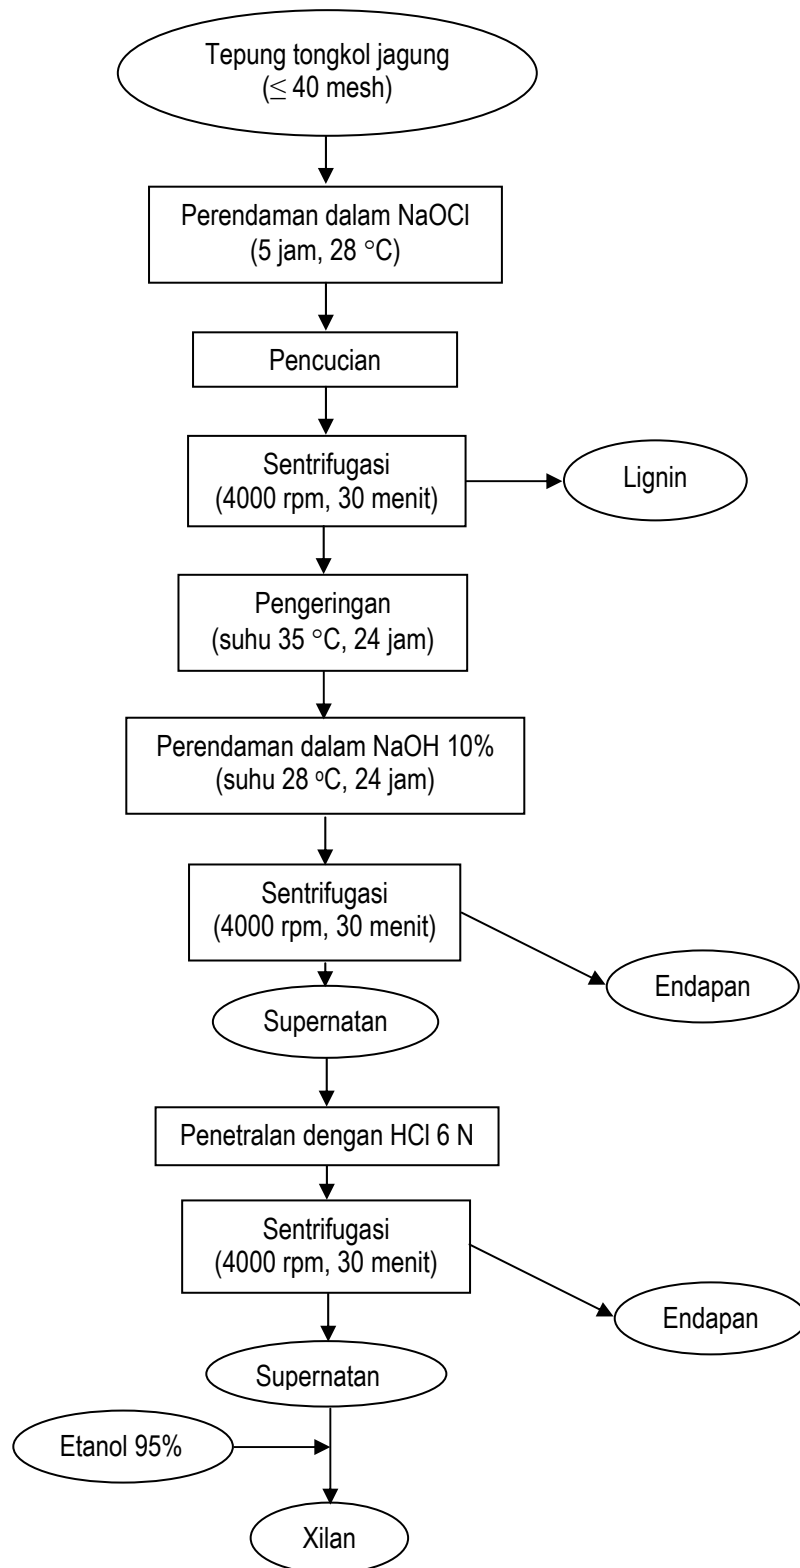 Tepung tongkol jagung
(≤ 40 mesh)
Perendaman dalam NaOCl
(5 jam, 28 °C)
Pencucian
Sentrifugasi
(4000 rpm, 30 menit)
Lignin
Pengeringan
(suhu 35 °C, 24 jam)
Perendaman dalam NaOH 10%
(suhu 28 ºC, 24 jam)
Sentrifugasi
(4000 rpm, 30 menit)
Endapan
Supernatan
Penetralan dengan HCl 6 N
Sentrifugasi
(4000 rpm, 30 menit)
Endapan
Supernatan
Etanol 95%
Xilan